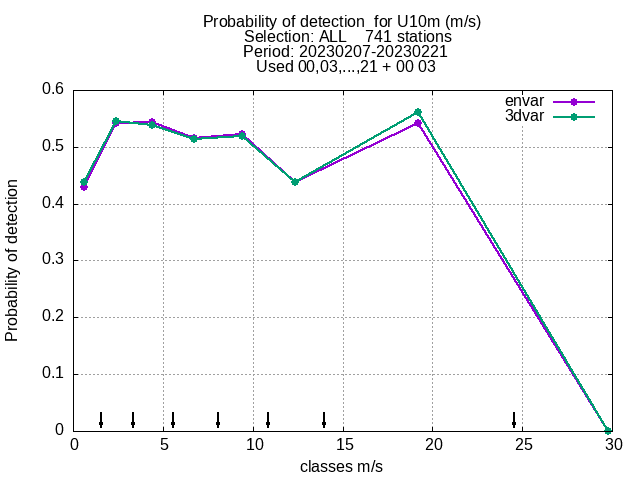 Probability of detection  for U10m (m/s)
Selection: ALL    741 stations
Period: 20230207-20230221
Used 00,03,...,21 + 00 03
envar
3dvar
0.6
0.5
0.4
0.3
0.2
0.1
0
Probability of detection
0 5 10 15 20 25 30
classes m/s